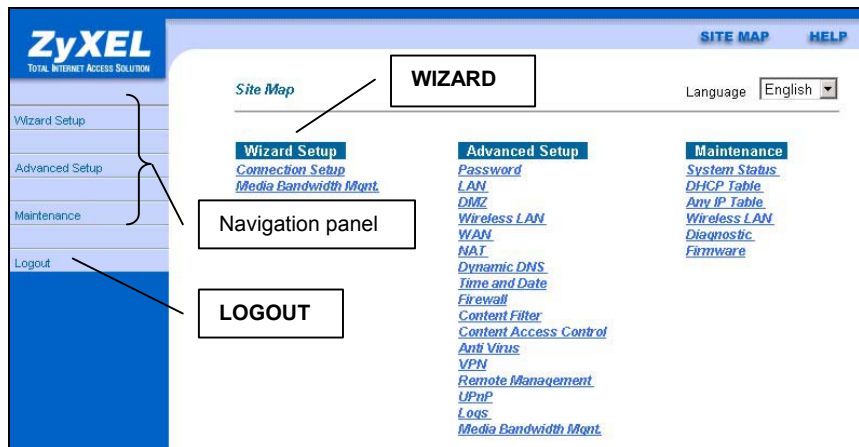 SITE MAP HELP
ZyXEL
TOTAL INTERNET ACCESS SOLUTION
Site Map
WIZARD
Language English
Wizard Setup
Advanced Setup
Maintenance
Logout
Navigation panel
LOGOUT
Wizard Setup
Connection Setup
Media Bandwidth Mgnt.
Advanced Setup
Password
LAN
DMZ
Wireless LAN
WAN
NAT
Dynamic DNS
Time and Date
Firewall
Content Filter
Content Access Control
Anti Virus
VPN
Remote Management
UPnP
Logs
Media Bandwidth Mgnt.
Maintenance
System Status
DHCP Table
Any IP Table
Wireless LAN
Diagnostic
Firmware